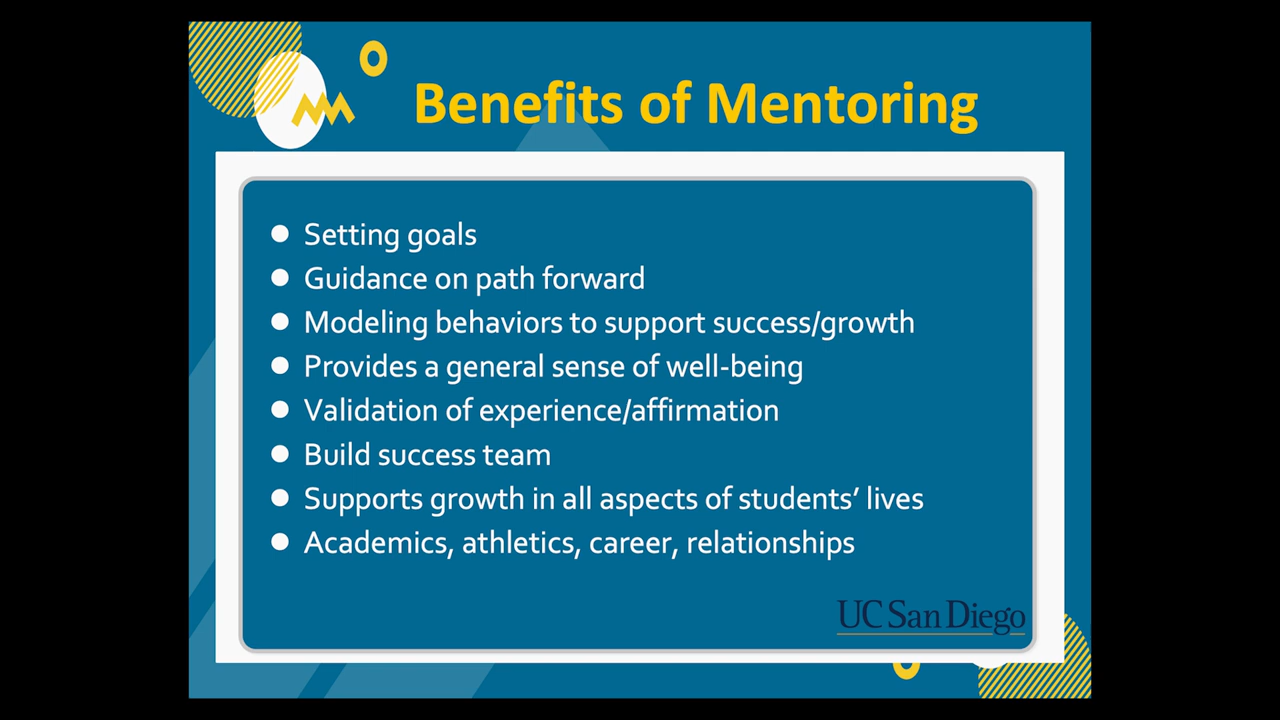 Benefits of Mentoring
● Setting goals
● Guidance on path forward
● Modeling behaviors to support success/growth
● Provides a general sense of well-being
● Validation of experience/affirmation
● Build success team
● Supports growth in all aspects of students’ lives
● Academics, athletics, career, relationships
UC San Diego